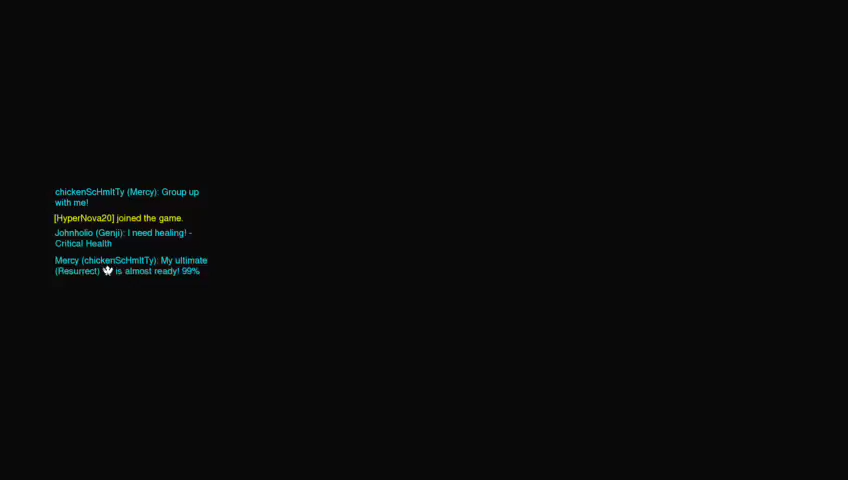 chickenScHmItTy (Mercy): Group up
with me!
[HyperNova20] joined the game.
Johnholio (Genji): I need healing! -
Critical Health
Mercy (chickenScHmItTy): My ultimate
(Resurrect) is almost ready! 99%